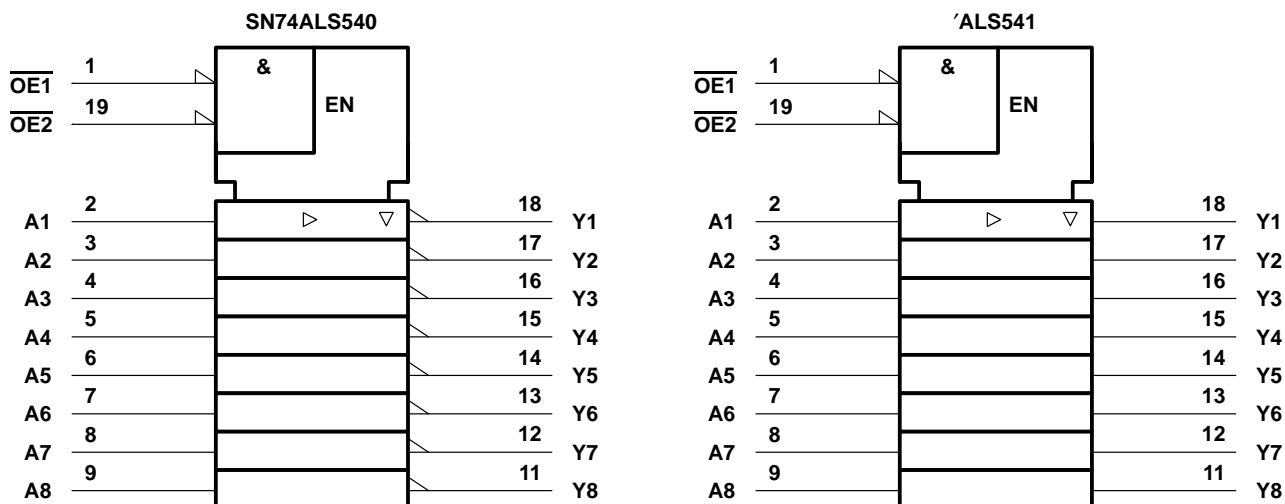 SN74ALS540
&
EN
OE1 1
OE2 19
A1 2 18 Y1
A2 3 17 Y2
A3 4 16 Y3
A4 5 15 Y4
A5 6 14 Y5
A6 7 13 Y6
A7 8 12 Y7
A8 9 11 Y8
′ALS541
&
EN
OE1 1
OE2 19
A1 2 18 Y1
A2 3 17 Y2
A3 4 16 Y3
A4 5 15 Y4
A5 6 14 Y5
A6 7 13 Y6
A7 8 12 Y7
A8 9 11 Y8